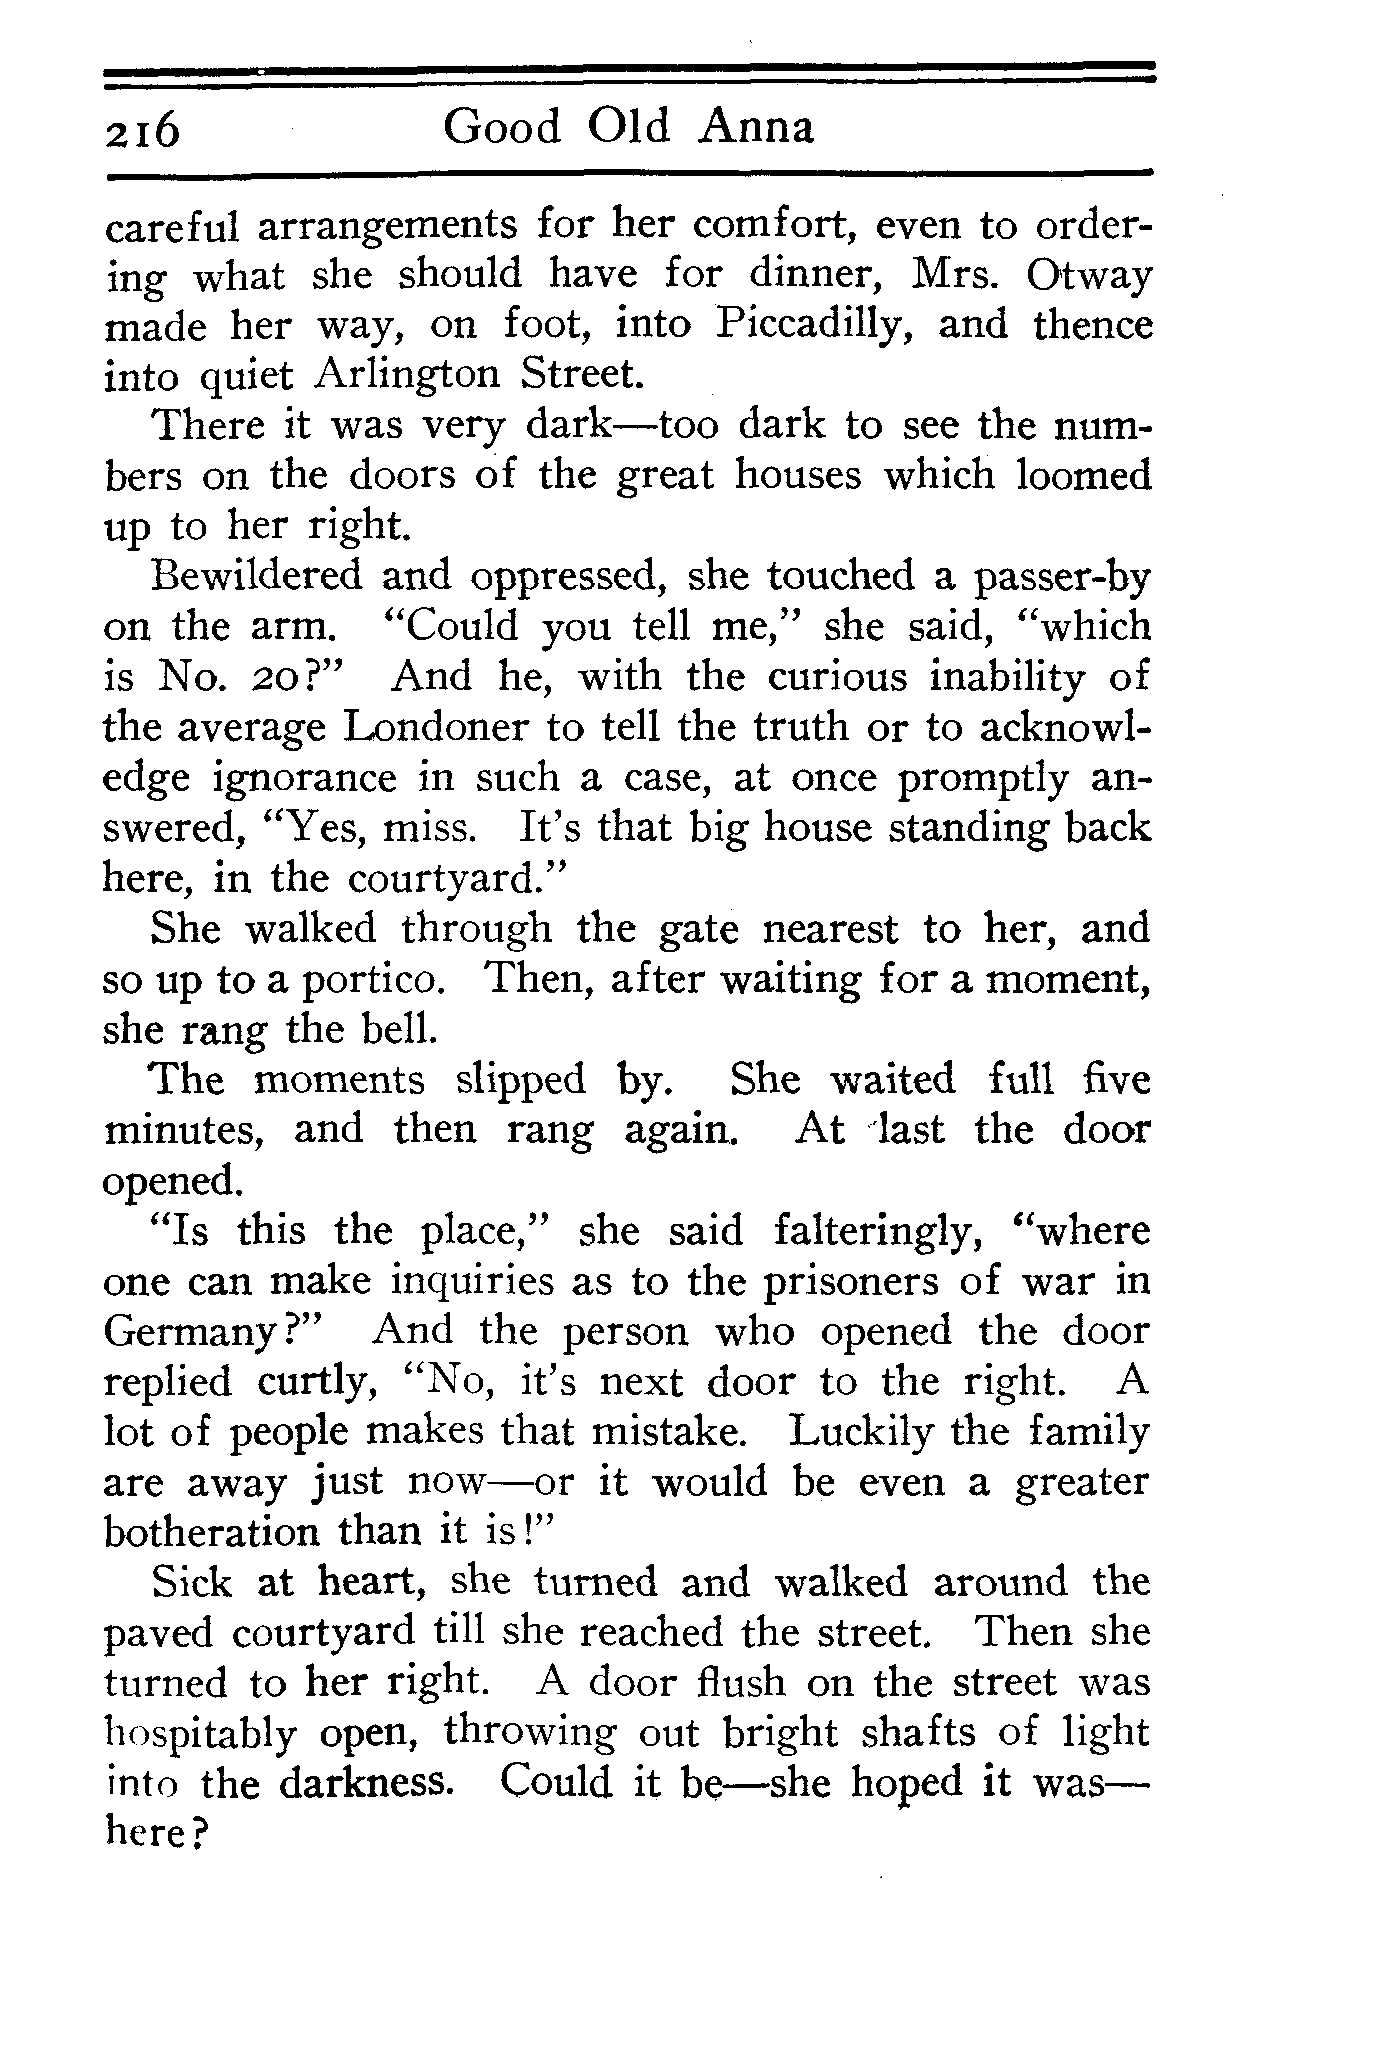 216 Good Old Anna
careful arrangements for her comfort, even to order-
ing what she should have for dinner, Mrs. Otway
made her way, on foot, into Piccadilly, and thence
into quiet Arlington Street.
There it was very dark—too dark to see the num-
bers on the doors of the great houses which loomed
up to her right.
Bewildered and oppressed, she touched a passer-by
on the arm. “Could you tell me,” she said, “which
is No. 20?” And he, with the curious inability of
the average Londoner to tell the truth or to acknowl-
edge ignorance in such a case, at once promptly an-
swered, “Yes, miss. It’s that big house standing back
here, in the courtyard.”
She walked through the gate nearest to her, and
so up to a portico. Then, after waiting for a moment,
she rang the bell.
The moments slipped by. She waited full five
minutes, and then rang again. At last the door
opened.
“Is this the place,” she said falteringly, “where
one can make inquiries as to the prisoners of war in
Germany?” And the person who opened the door
replied curtly, “No, it’s next door to the right. A
lot of people makes that mistake. Luckily the family
are away just now—or it would be even a greater
botheration than it is!”
Sick at heart, she turned and walked around the
paved courtyard till she reached the street. Then she
turned to her right. A door flush on the street was
hospitably open, throwing out bright shafts of light
into the darkness. Could it be—she hoped it was—
here?